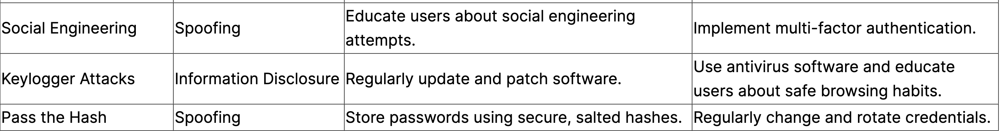 Social Engineering
Spoofing
Educate users about social engineering
attempts.
Implement multi-factor authentication.
Keylogger Attacks
Information Disclosure
Regularly update and patch software.
Use antivirus software and educate
users about safe browsing habits.
Pass the Hash
Spoofing
Store passwords using secure, salted hashes.
Regularly change and rotate credentials.